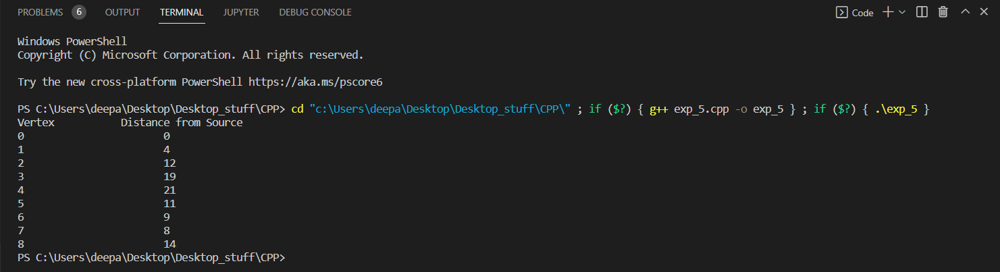 PROBLEMS 6 OUTPUT TERMINAL JUPYTER DEBUG CONSOLE Code
Windows PowerShell
Copyright (C) Microsoft Corporation. All rights reserved.
Try the new cross-platform PowerShell https://aka.ms/pscore6
PS C:\Users\deepa\Desktop\Desktop_stuff\CPP> cd "c:\Users\deepa\Desktop\Desktop_stuff\CPP\" ; if ($?) { g++ exp_5.cpp -o exp_5 } ; if ($?) { .\exp_5 }
Vertex Distance from Source
0 0
1 4
2 12
3 19
4 21
5 11
6 9
7 8
8 14
PS C:\Users\deepa\Desktop\Desktop_stuff\CPP>